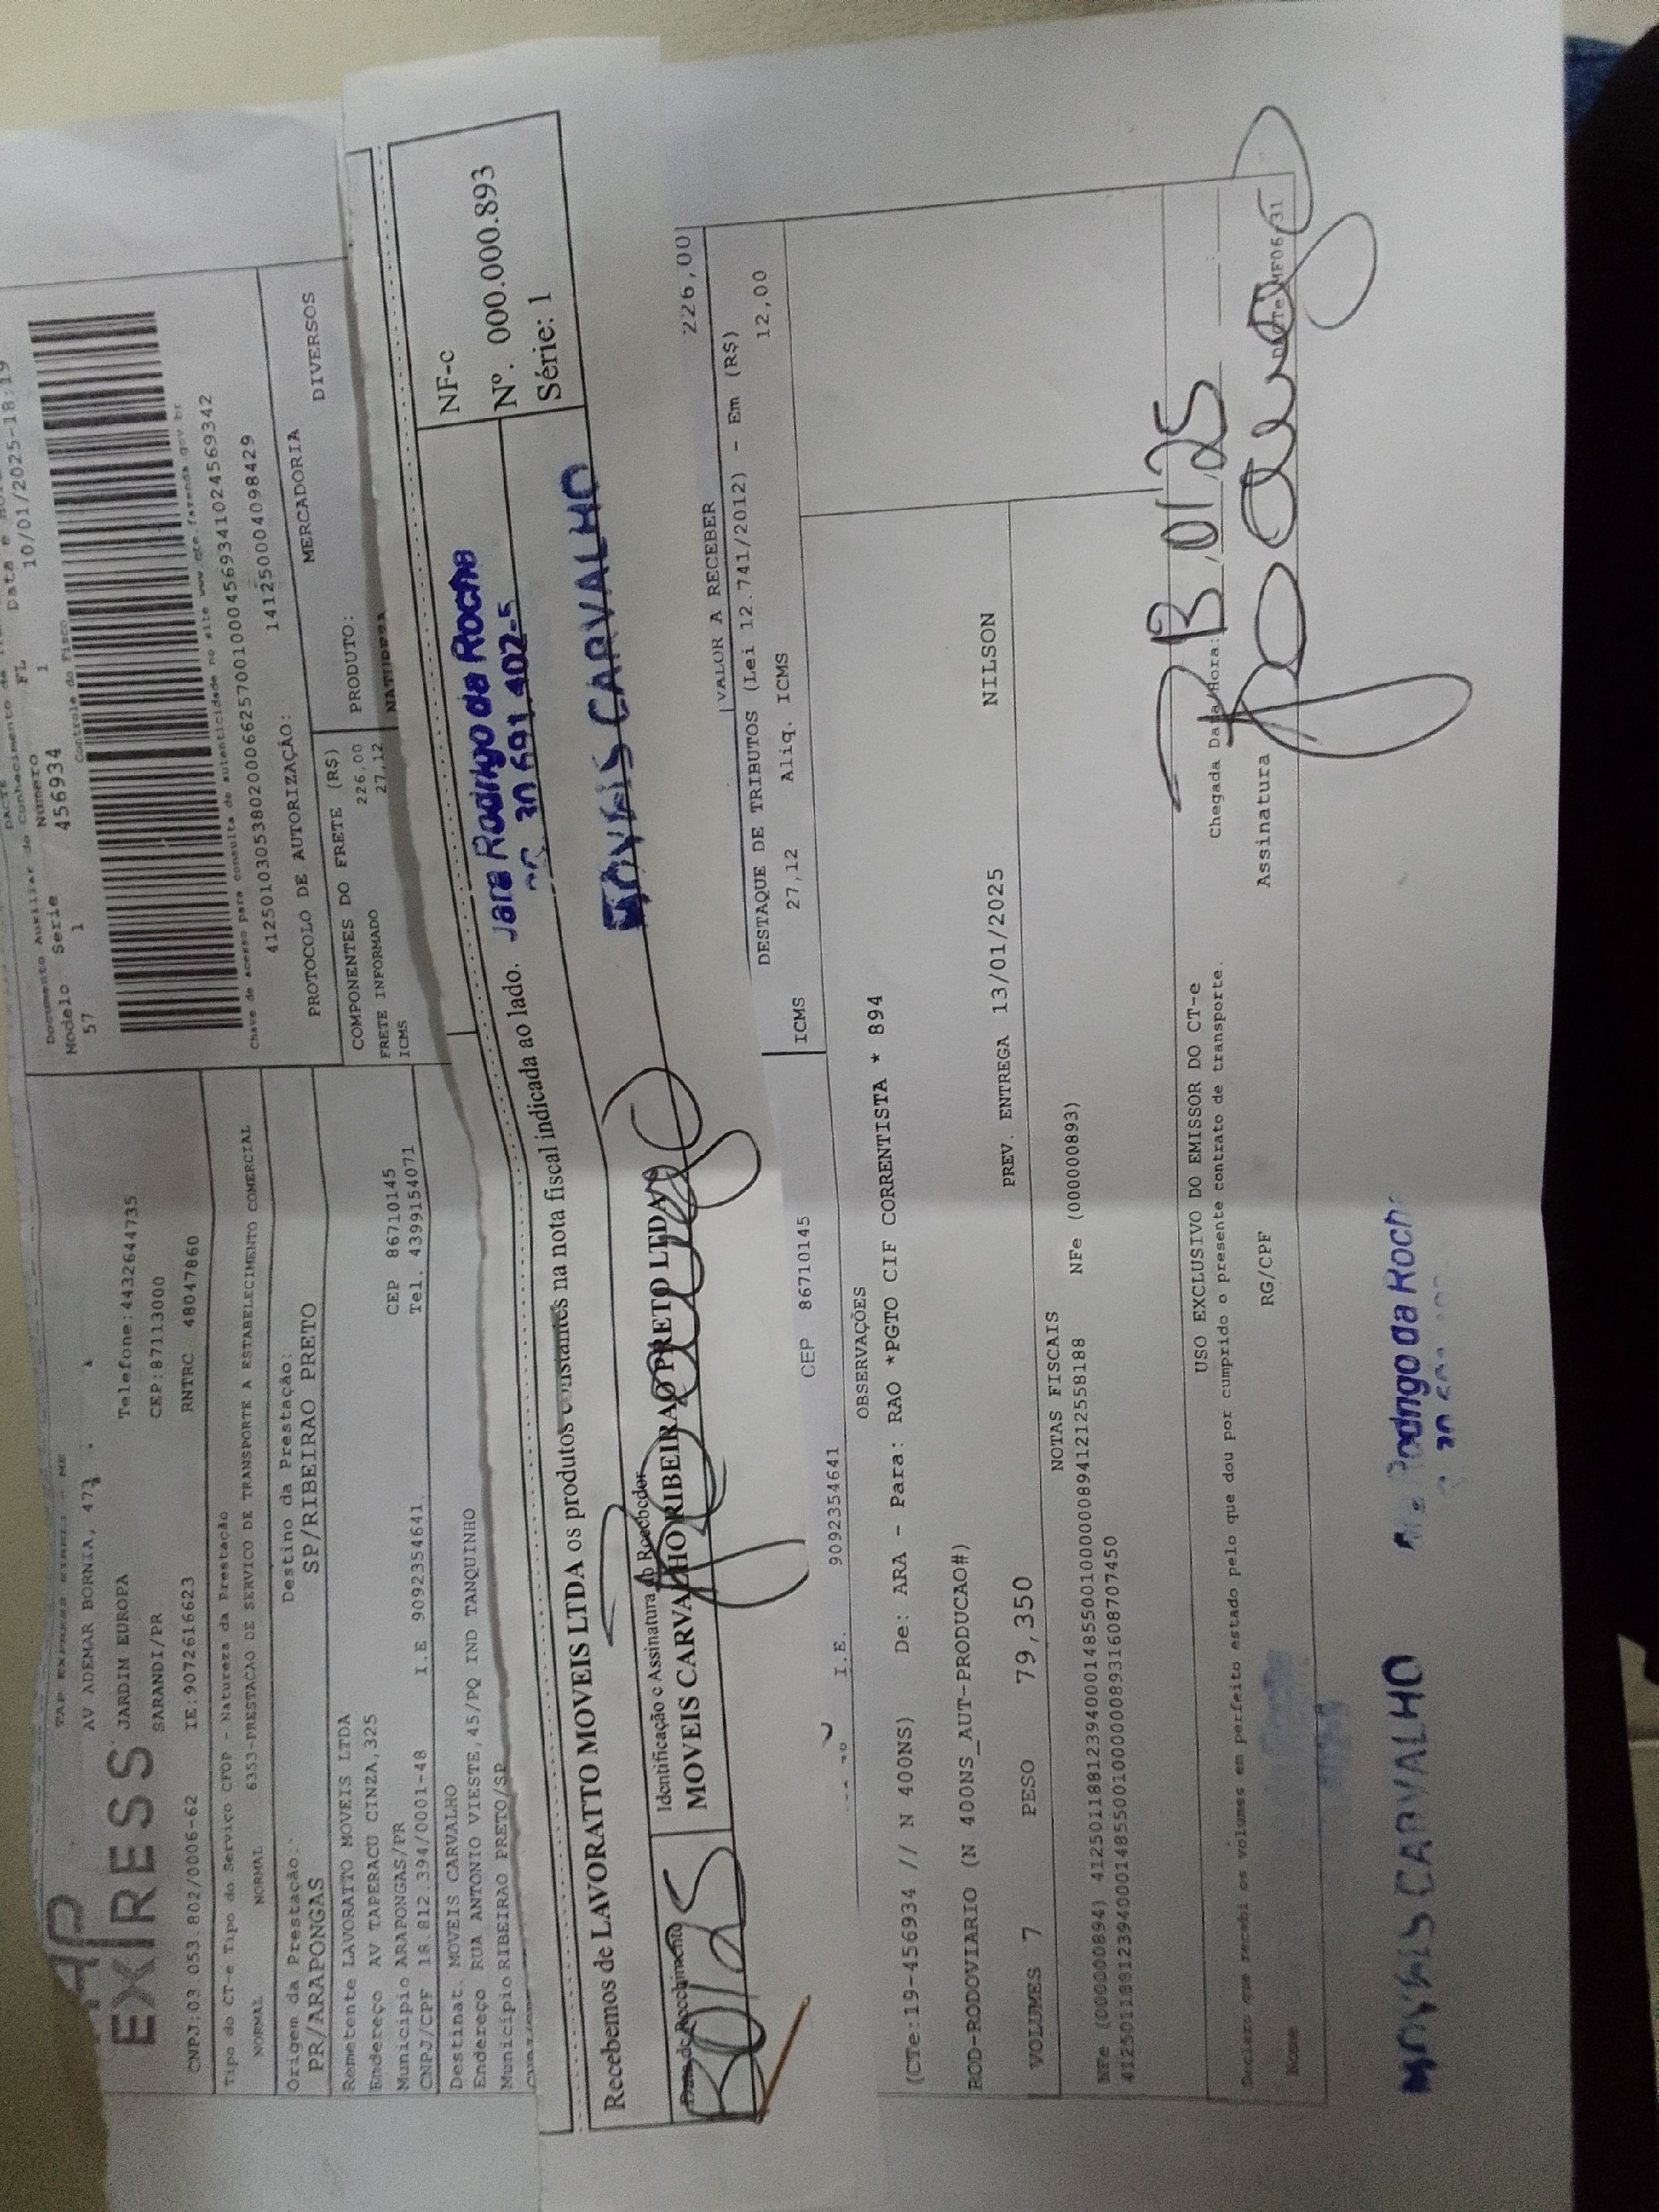 TAP EXPRESS EIRELI - ME
AV ADEMAR BORNIA, 473
EXPRESS
JARDIM EUROPA
Telefone:4432644735
SARANDI/PR
CEP:87113000
CNPJ:03.053.802/0006-62 IE:9072616623
RNTRC 48047860
Tipo do CT-e Tipo do Serviço CFOP - Natureza da Prestação
NORMAL NORMAL 6353-PRESTACAO DE SERVICO DE TRANSPORTE A ESTABELECIMENTO COMERCIAL
Origem da Prestação: Destino da Prestação:
PR/ARAPONGAS SP/RIBEIRAO PRETO
Remetente LAVORATTO MOVEIS LTDA
Endereço AV TAPERACU CINZA,325
Município ARAPONGAS/PR CEP 86710145
CNPJ/CPF 18.812.394/0001-48 I.E 9092354641 Tel. 4399154071
Destinat. MOVEIS CARVALHO
Endereço RUA ANTONIO VIESTE,45/PQ IND TANQUINHO
Município RIBEIRAO PRETO/SP
DACTE
Documento Auxiliar do Conhecimento de
Modelo Serie Número FL Data e
57 1 456934 1 10/01/2025-18:19
Controle do Fisco
Chave de acesso para consulta de autenticidade no site www.cte.fazenda.gov.br
41250103053802000662570010004569341024569342
PROTOCOLO DE AUTORIZAÇÃO: 141250004098429
COMPONENTES DO FRETE (R$)
FRETE INFORMADO 226,00
ICMS 27,12
PRODUTO: MERCADORIA DIVERSOS
NATUREZA
Recebemos de LAVORATTO MOVEIS LTDA os produtos constantes na nota fiscal indicada ao lado.
Jara Rodrigo da Rocha
30 691.402-5
NF-e
Nº. 000.000.893
Série: 1
Data de Recebimento
Identificação e Assinatura do Recebedor
MOVEIS CARVALHO RIBEIRAO PRETO LTDA
MOVEIS CARVALHO
I.E. 9092354641 CEP 86710145
VALOR A RECEBER 226,00
DESTAQUE DE TRIBUTOS (Lei 12.741/2012) - Em (R$)
ICMS 27,12 Aliq. ICMS 12,00
OBSERVAÇÕES
(CTe:19-456934 // N 400NS) De: ARA - Para: RAO *PGTO CIF CORRENTISTA * 894
ROD-RODOVIARIO (N 400NS_AUT-PRODUCAO#)
VOLUMES 7 PESO 79,350 PREV. ENTREGA 13/01/2025 NILSON
NOTAS FISCAIS
NFe (00000894) 41250118812394000148550010000008941212558188 NFe (00000893)
41250118812394000148550010000008931608707450
USO EXCLUSIVO DO EMISSOR DO CT-e
Declaro que recebi os volumes em perfeito estado pelo que dou por cumprido o presente contrato de transporte.
Chegada Data/Hora:
13,01,25
Nome
RG/CPF
Assinatura
MOVEIS CARVALHO
Rodrigo da Rocha